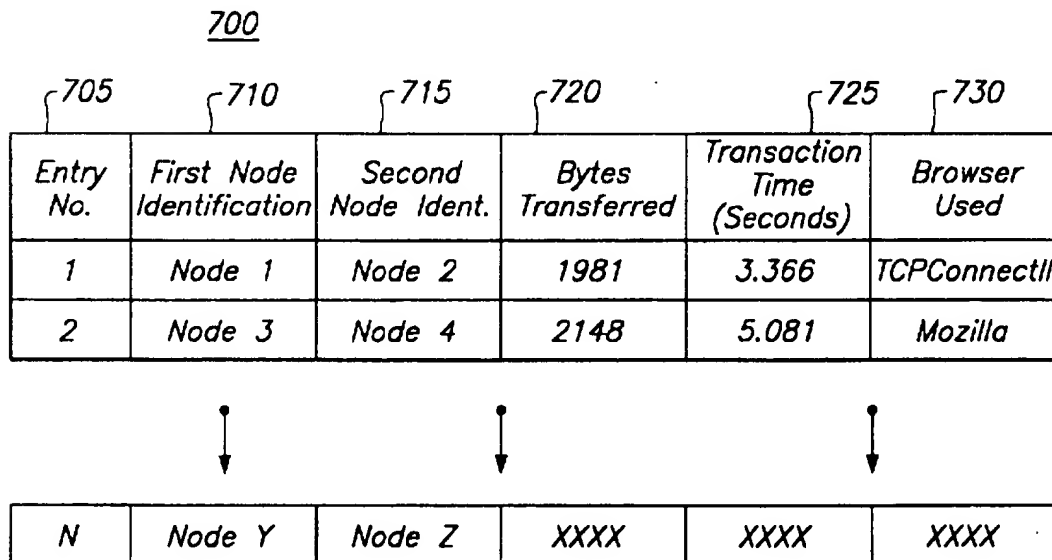 700
705 710 715 720 725 730
Entry No. First Node Identification Second Node Ident. Bytes Transferred Transaction Time (Seconds) Browser Used
1 Node 1 Node 2 1981 3.366 TCPConnectII
2 Node 3 Node 4 2148 5.081 Mozilla
N Node Y Node Z XXXX XXXX XXXX